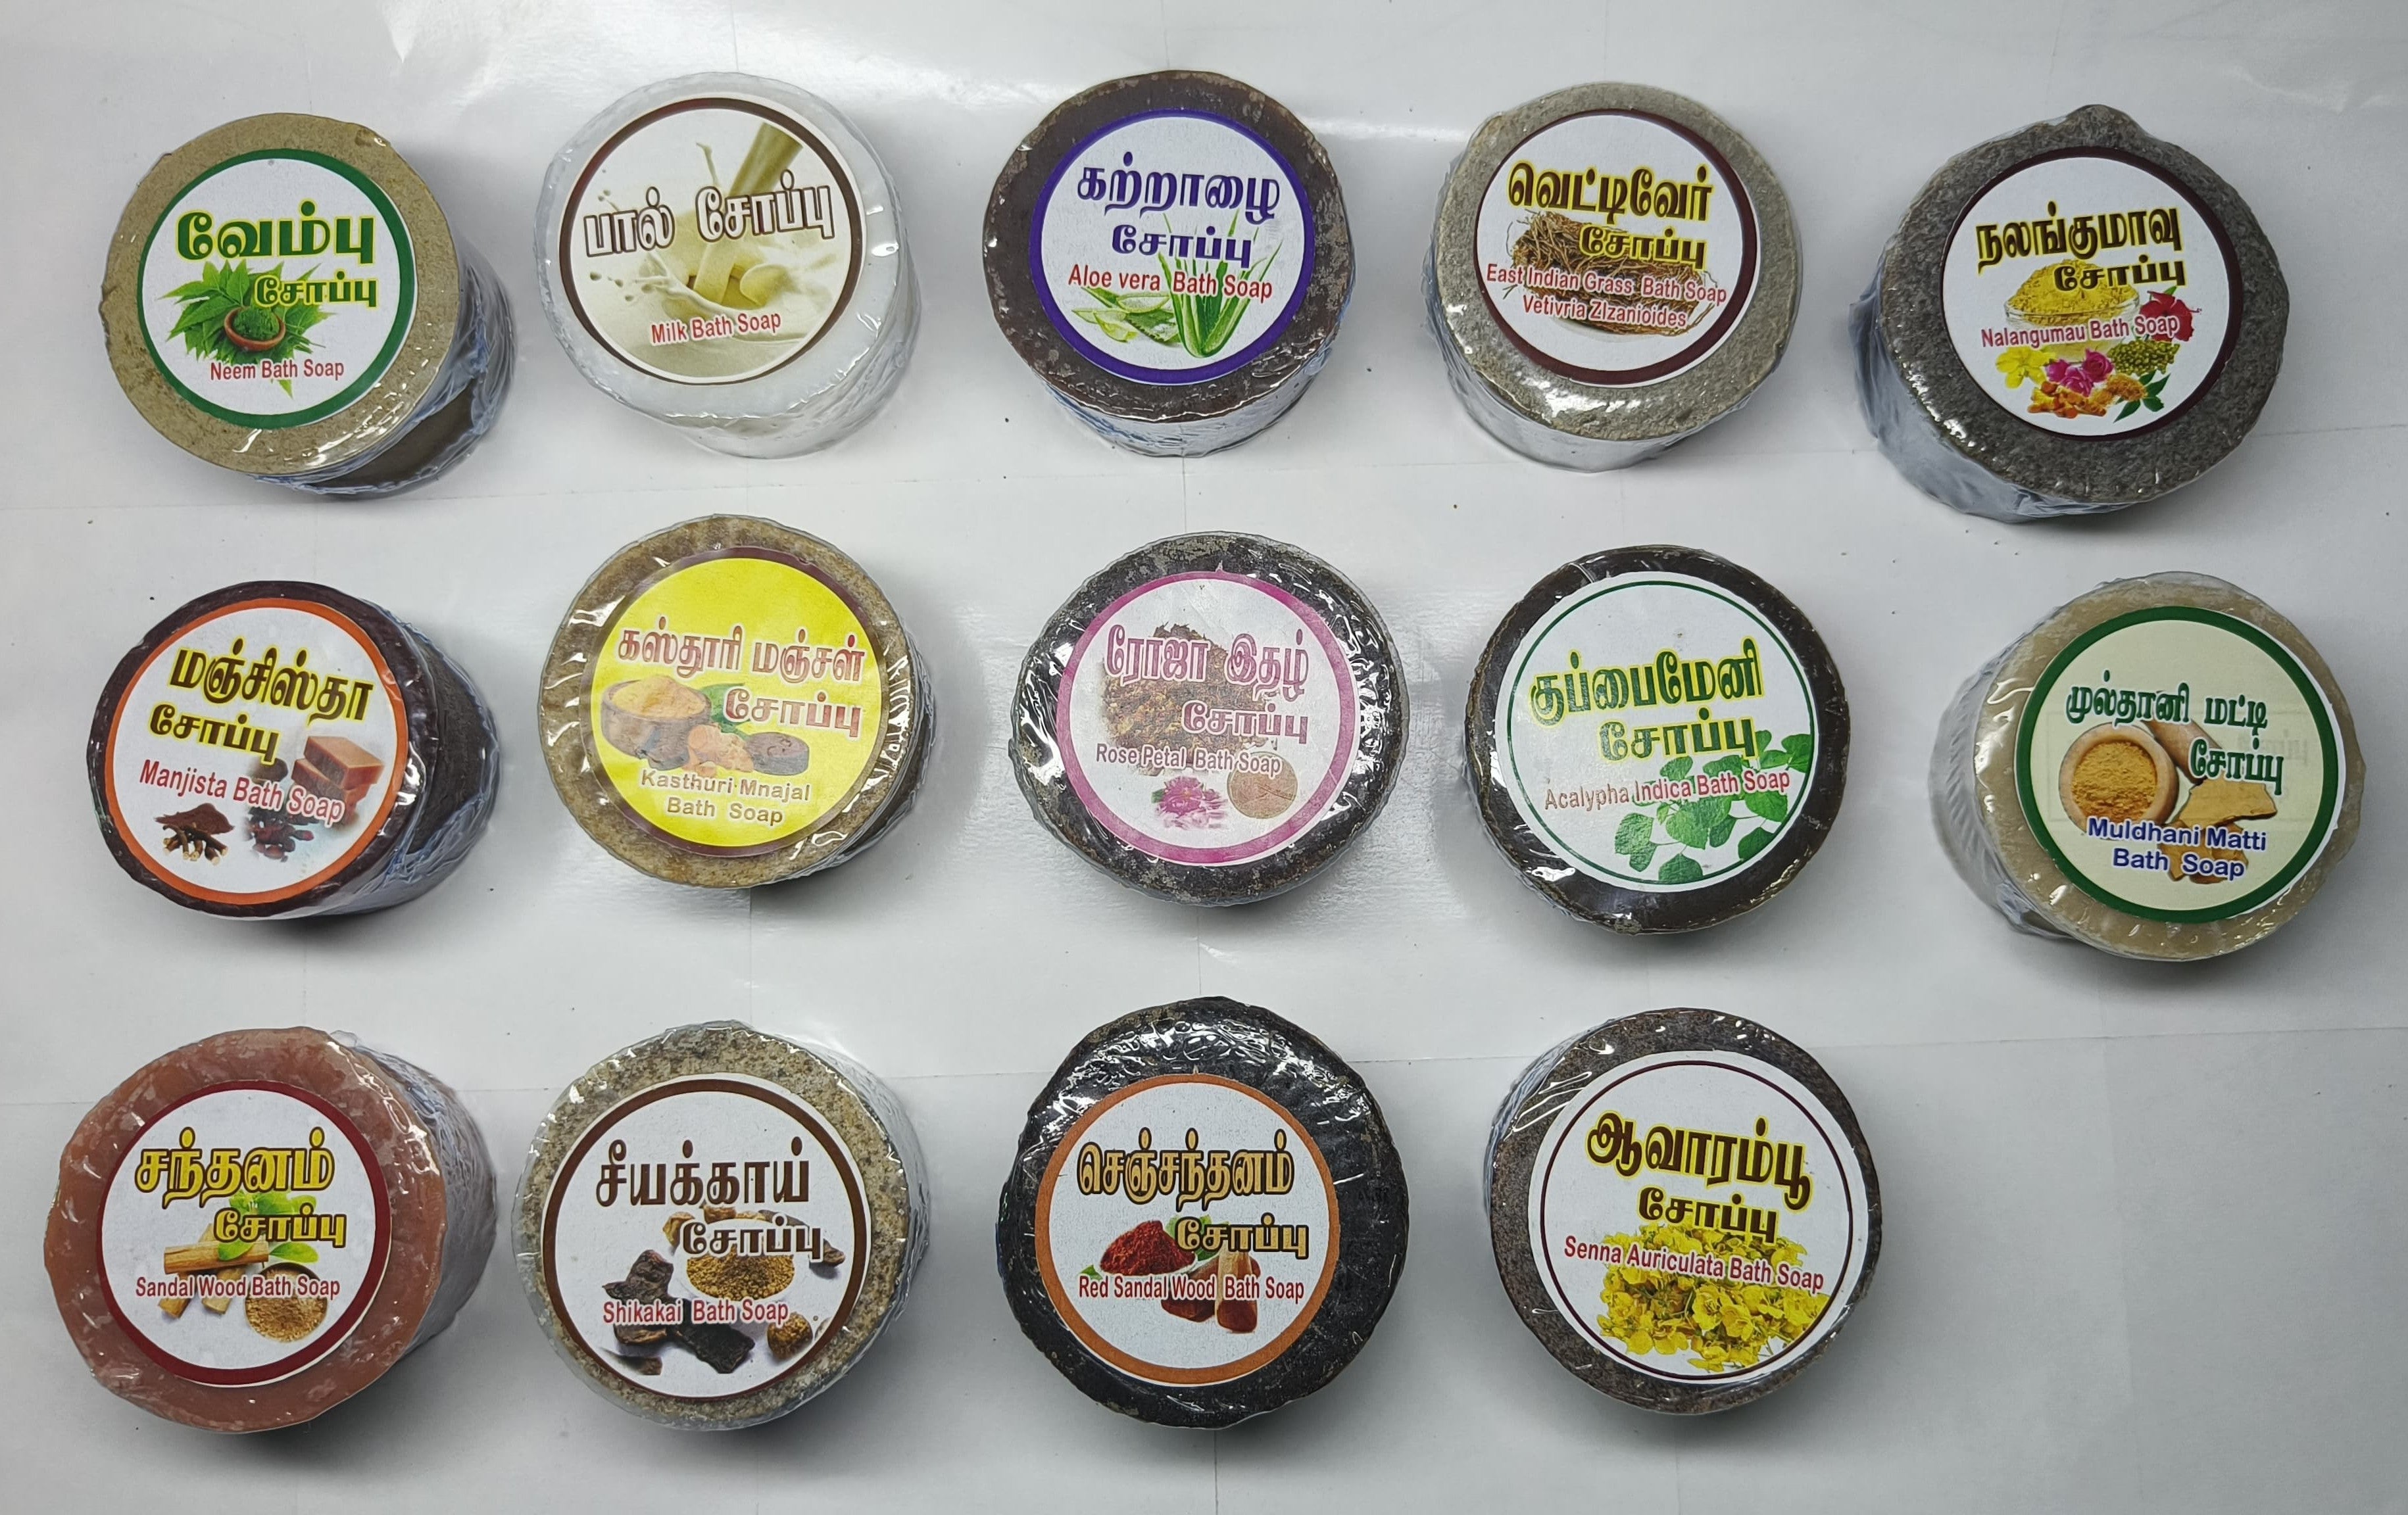 வேம்பு
சோப்பு
Neem Bath Soap
பால் சோப்பு
Milk Bath Soap
கற்றாழை
சோப்பு
Aloe vera Bath Soap
வெட்டிவேர்
சோப்பு
East Indian Grass Bath Soap
Vetivria ZIzanioides
நலங்குமாவு
சோப்பு
Nalangumau Bath Soap
மஞ்சிஸ்தா
சோப்பு
Manjista Bath Soap
கஸ்தூரி மஞ்சள்
சோப்பு
Kasthuri Mnajal
Bath Soap
ரோஜா இதழ்
சோப்பு
Rose Petal Bath Soap
குப்பைமேனி
சோப்பு
Acalypha Indica Bath Soap
முல்தானி மட்டி
சோப்பு
Muldhani Matti
Bath Soap
சந்தனம்
சோப்பு
Sandal Wood Bath Soap
சீயக்காய்
சோப்பு
Shikakai Bath Soap
செஞ்சந்தனம்
சோப்பு
Red Sandal Wood Bath Soap
ஆவாரம்பூ
சோப்பு
Senna Auriculata Bath Soap